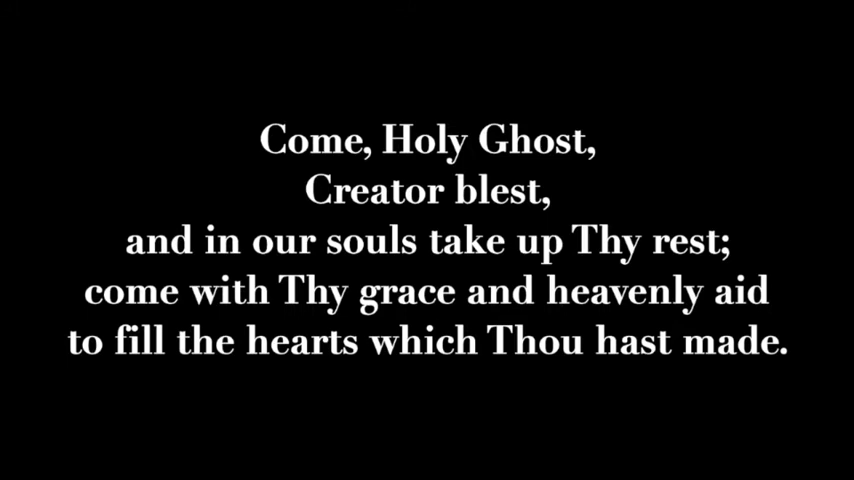 Come, Holy Ghost,
Creator blest,
and in our souls take up Thy rest;
come with Thy grace and heavenly aid
to fill the hearts which Thou hast made.